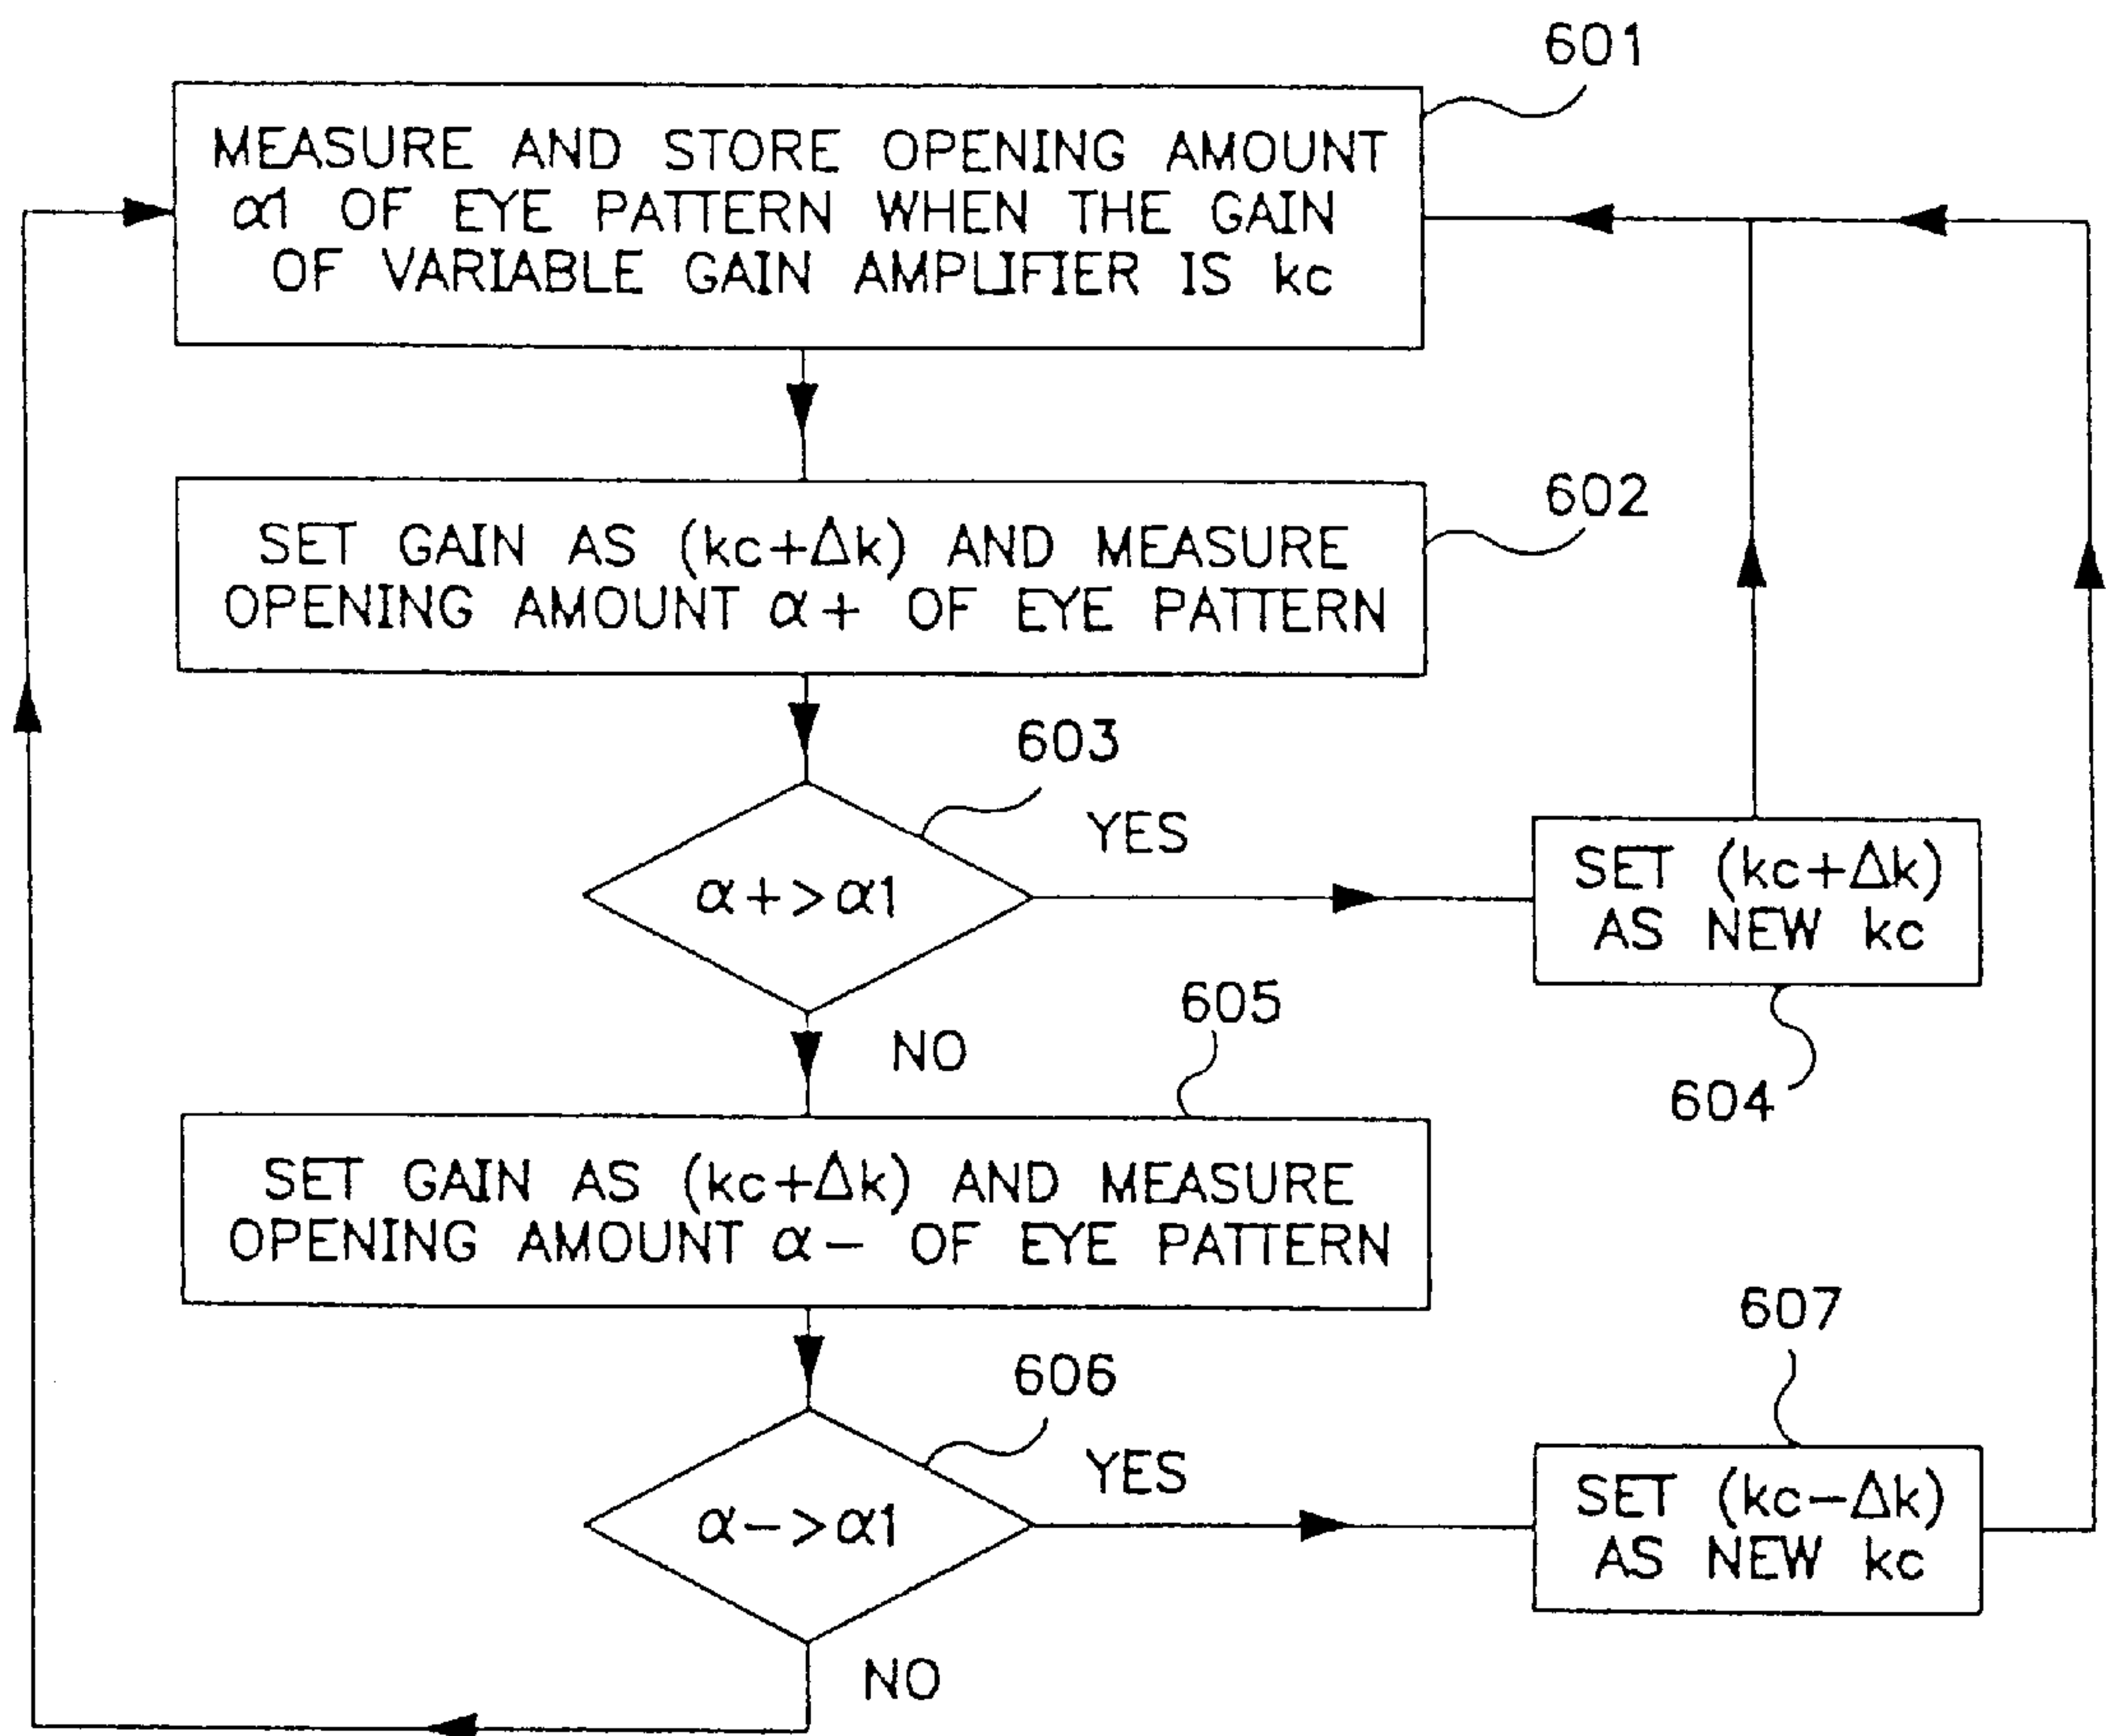 601
MEASURE AND STORE OPENING AMOUNT
α1 OF EYE PATTERN WHEN THE GAIN
OF VARIABLE GAIN AMPLIFIER IS kc
602
SET GAIN AS (kc+Δk) AND MEASURE
OPENING AMOUNT α+ OF EYE PATTERN
603
YES
α+>α1
SET (kc+Δk)
AS NEW kc
604
NO
605
SET GAIN AS (kc+Δk) AND MEASURE
OPENING AMOUNT α− OF EYE PATTERN
606
YES
α−>α1
607
SET (kc−Δk)
AS NEW kc
NO